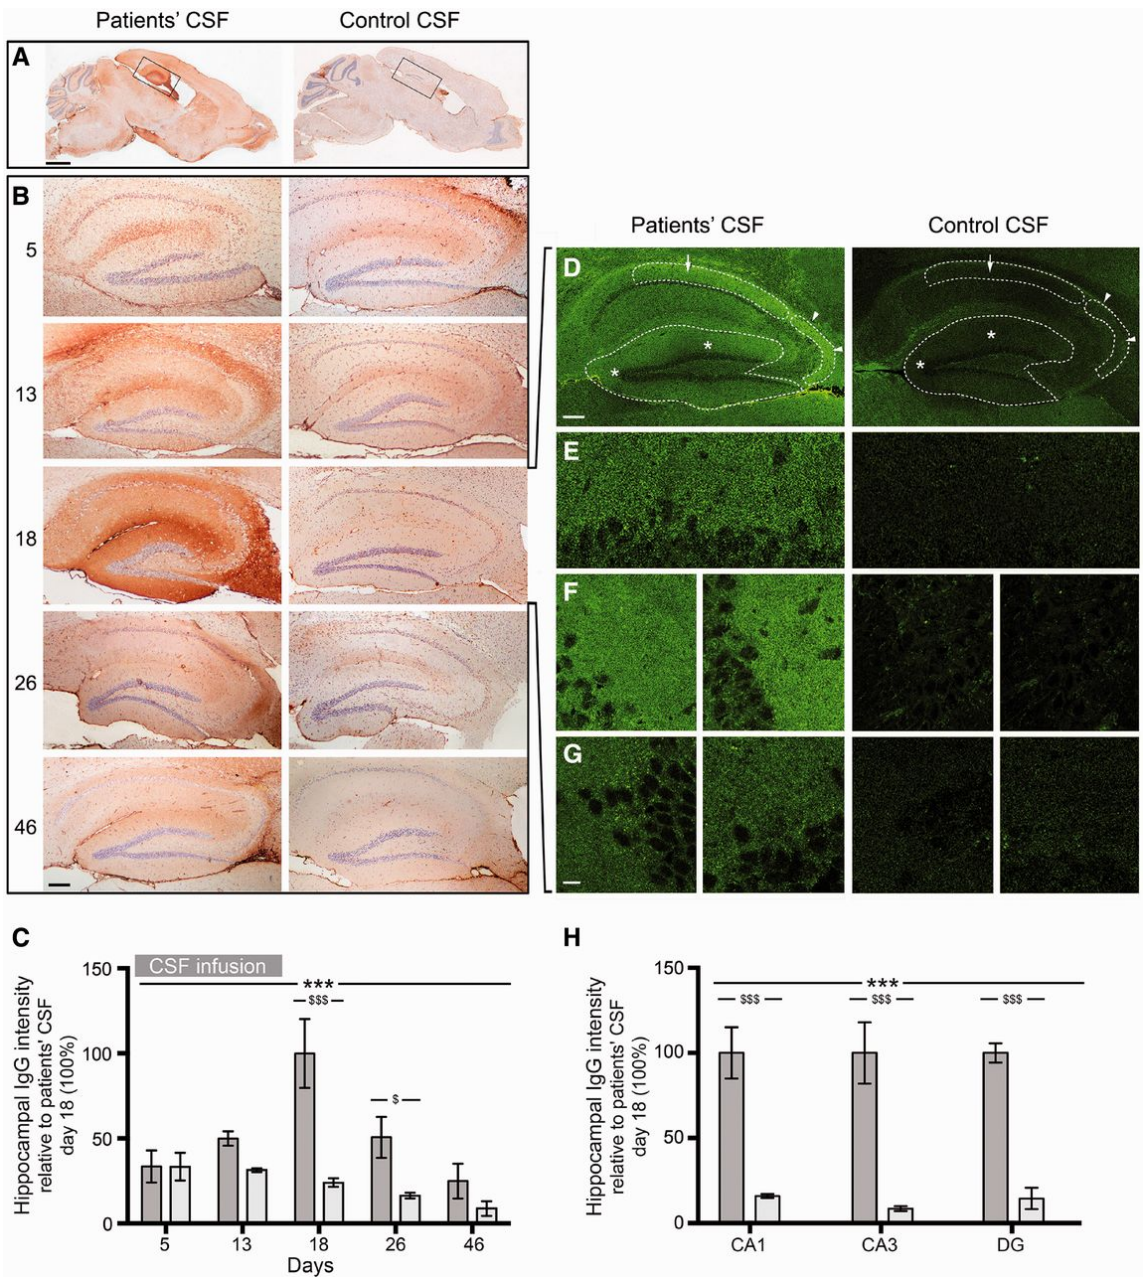 Patients’ CSF
Control CSF
A
B
5
13
18
26
46
Patients’ CSF
Control CSF
D
*
*
*
*
E
F
G
C
CSF infusion
***
$$$
$
Hippocampal IgG intensity
relative to patients’ CSF
day 18 (100%)
150
100
50
0
5
13
18
26
46
Days
H
***
$$$
$$$
$$$
Hippocampal IgG intensity
relative to patients’ CSF
day 18 (100%)
150
100
50
0
CA1
CA3
DG